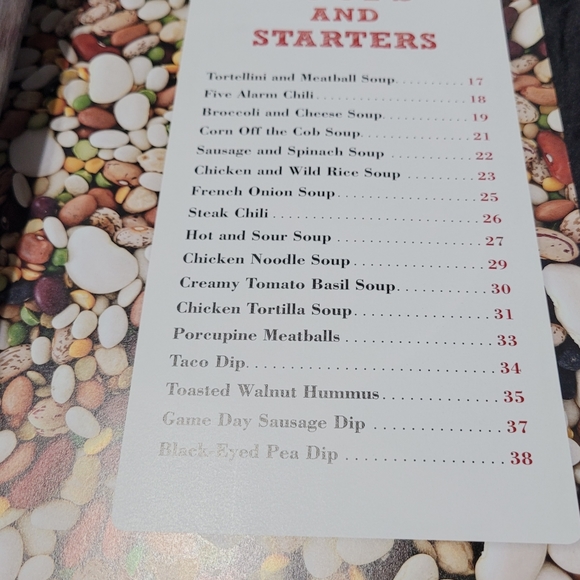 AND
STARTERS
Tortellini and Meatball Soup.......... 17
Five Alarm Chili...................... 18
Broccoli and Cheese Soup.............. 19
Corn Off the Cob Soup................. 21
Sausage and Spinach Soup ............. 22
Chicken and Wild Rice Soup ........... 23
French Onion Soup..................... 25
Steak Chili .......................... 26
Hot and Sour Soup .................... 27
Chicken Noodle Soup................... 29
Creamy Tomato Basil Soup.............. 30
Chicken Tortilla Soup................. 31
Porcupine Meatballs .................. 33
Taco Dip.............................. 34
Toasted Walnut Hummus................. 35
Game Day Sausage Dip ................. 37
Black-Eyed Pea Dip ................... 38